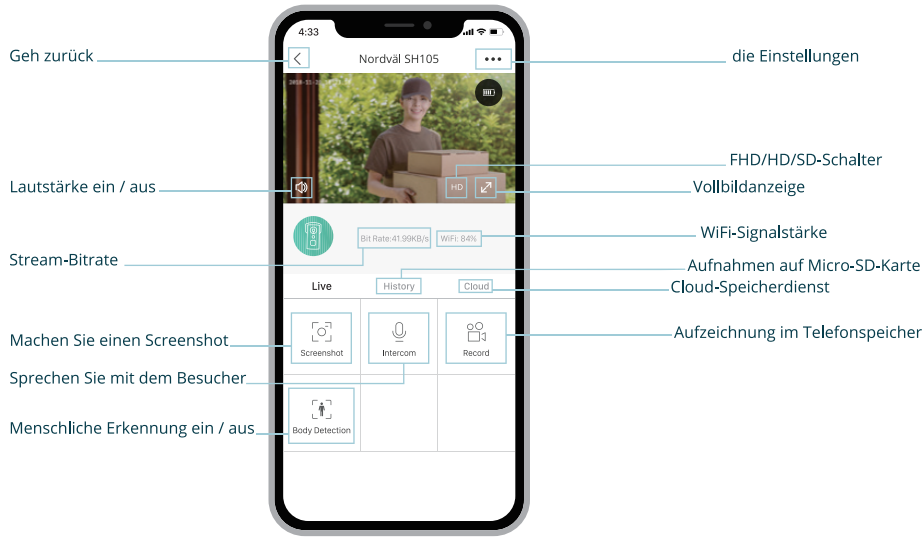 4:33
Geh zurück
Nordväl SH105
die Einstellungen
FHD/HD/SD-Schalter
Lautstärke ein / aus
HD
Vollbildanzeige
WiFi-Signalstärke
Bit Rate:41.99KB/s
WiFi: 84%
Stream-Bitrate
Aufnahmen auf Micro-SD-Karte
Live
History
Cloud
Cloud-Speicherdienst
Aufzeichnung im Telefonspeicher
Machen Sie einen Screenshot
Screenshot
Intercom
Record
Sprechen Sie mit dem Besucher
Menschliche Erkennung ein / aus
Body Detection